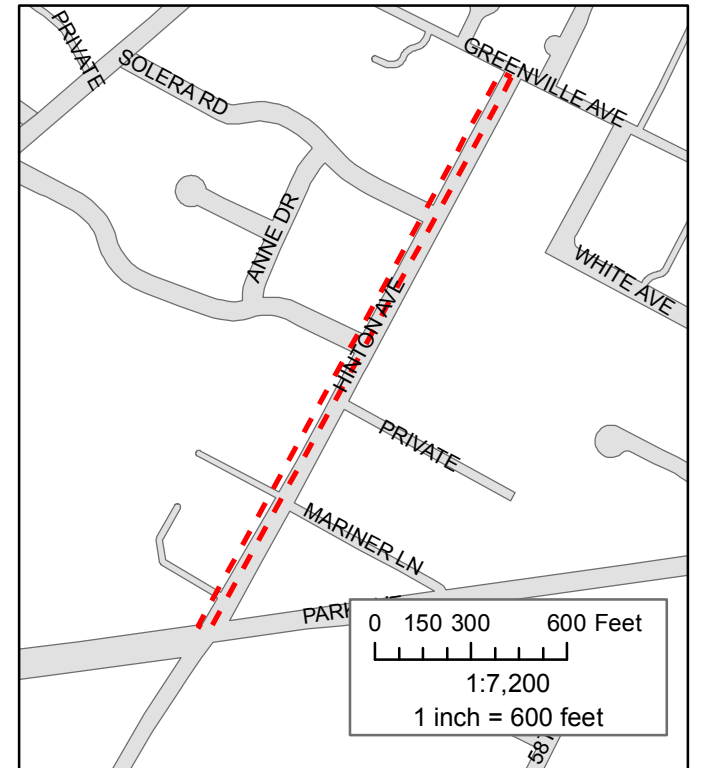 PRIVATE
SOLERA RD
GREENVILLE AVE
ANNE DR
WHITE AVE
HINTON AVE
PRIVATE
MARINER LN
PARK
0 150 300 600 Feet
1:7,200
1 inch = 600 feet